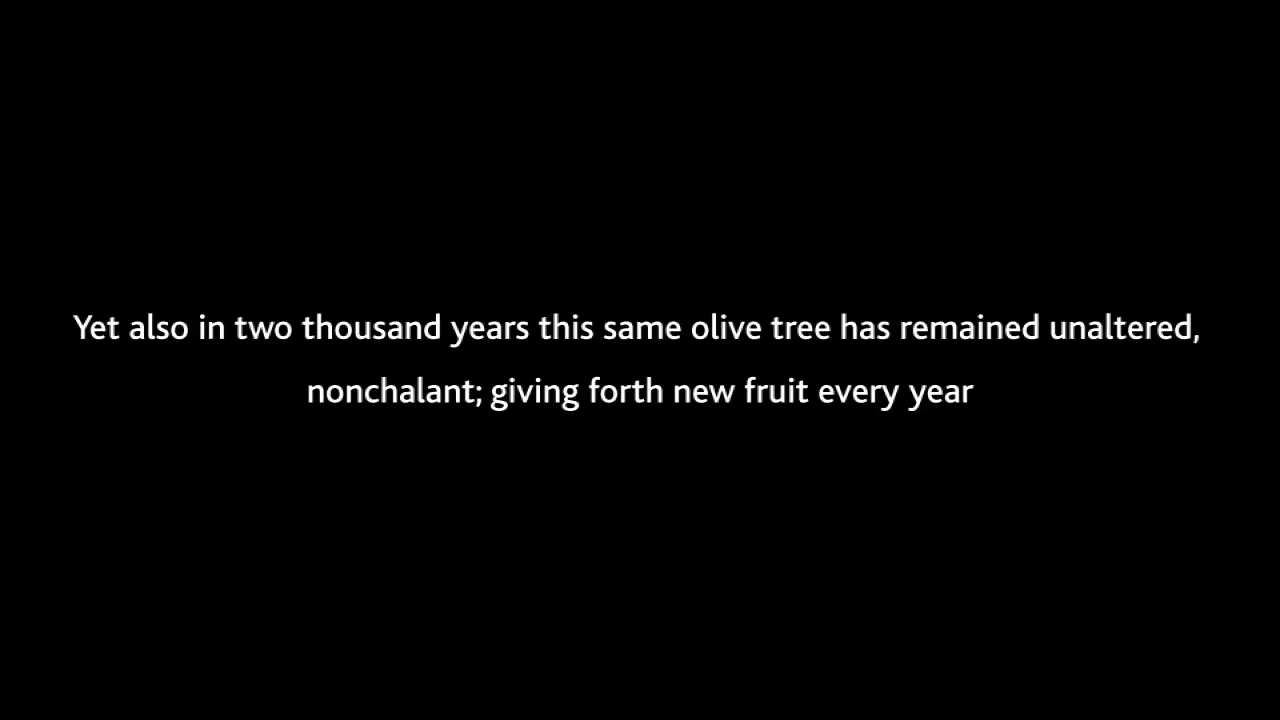 Yet also in two thousand years this same olive tree has remained unaltered,
nonchalant; giving forth new fruit every year